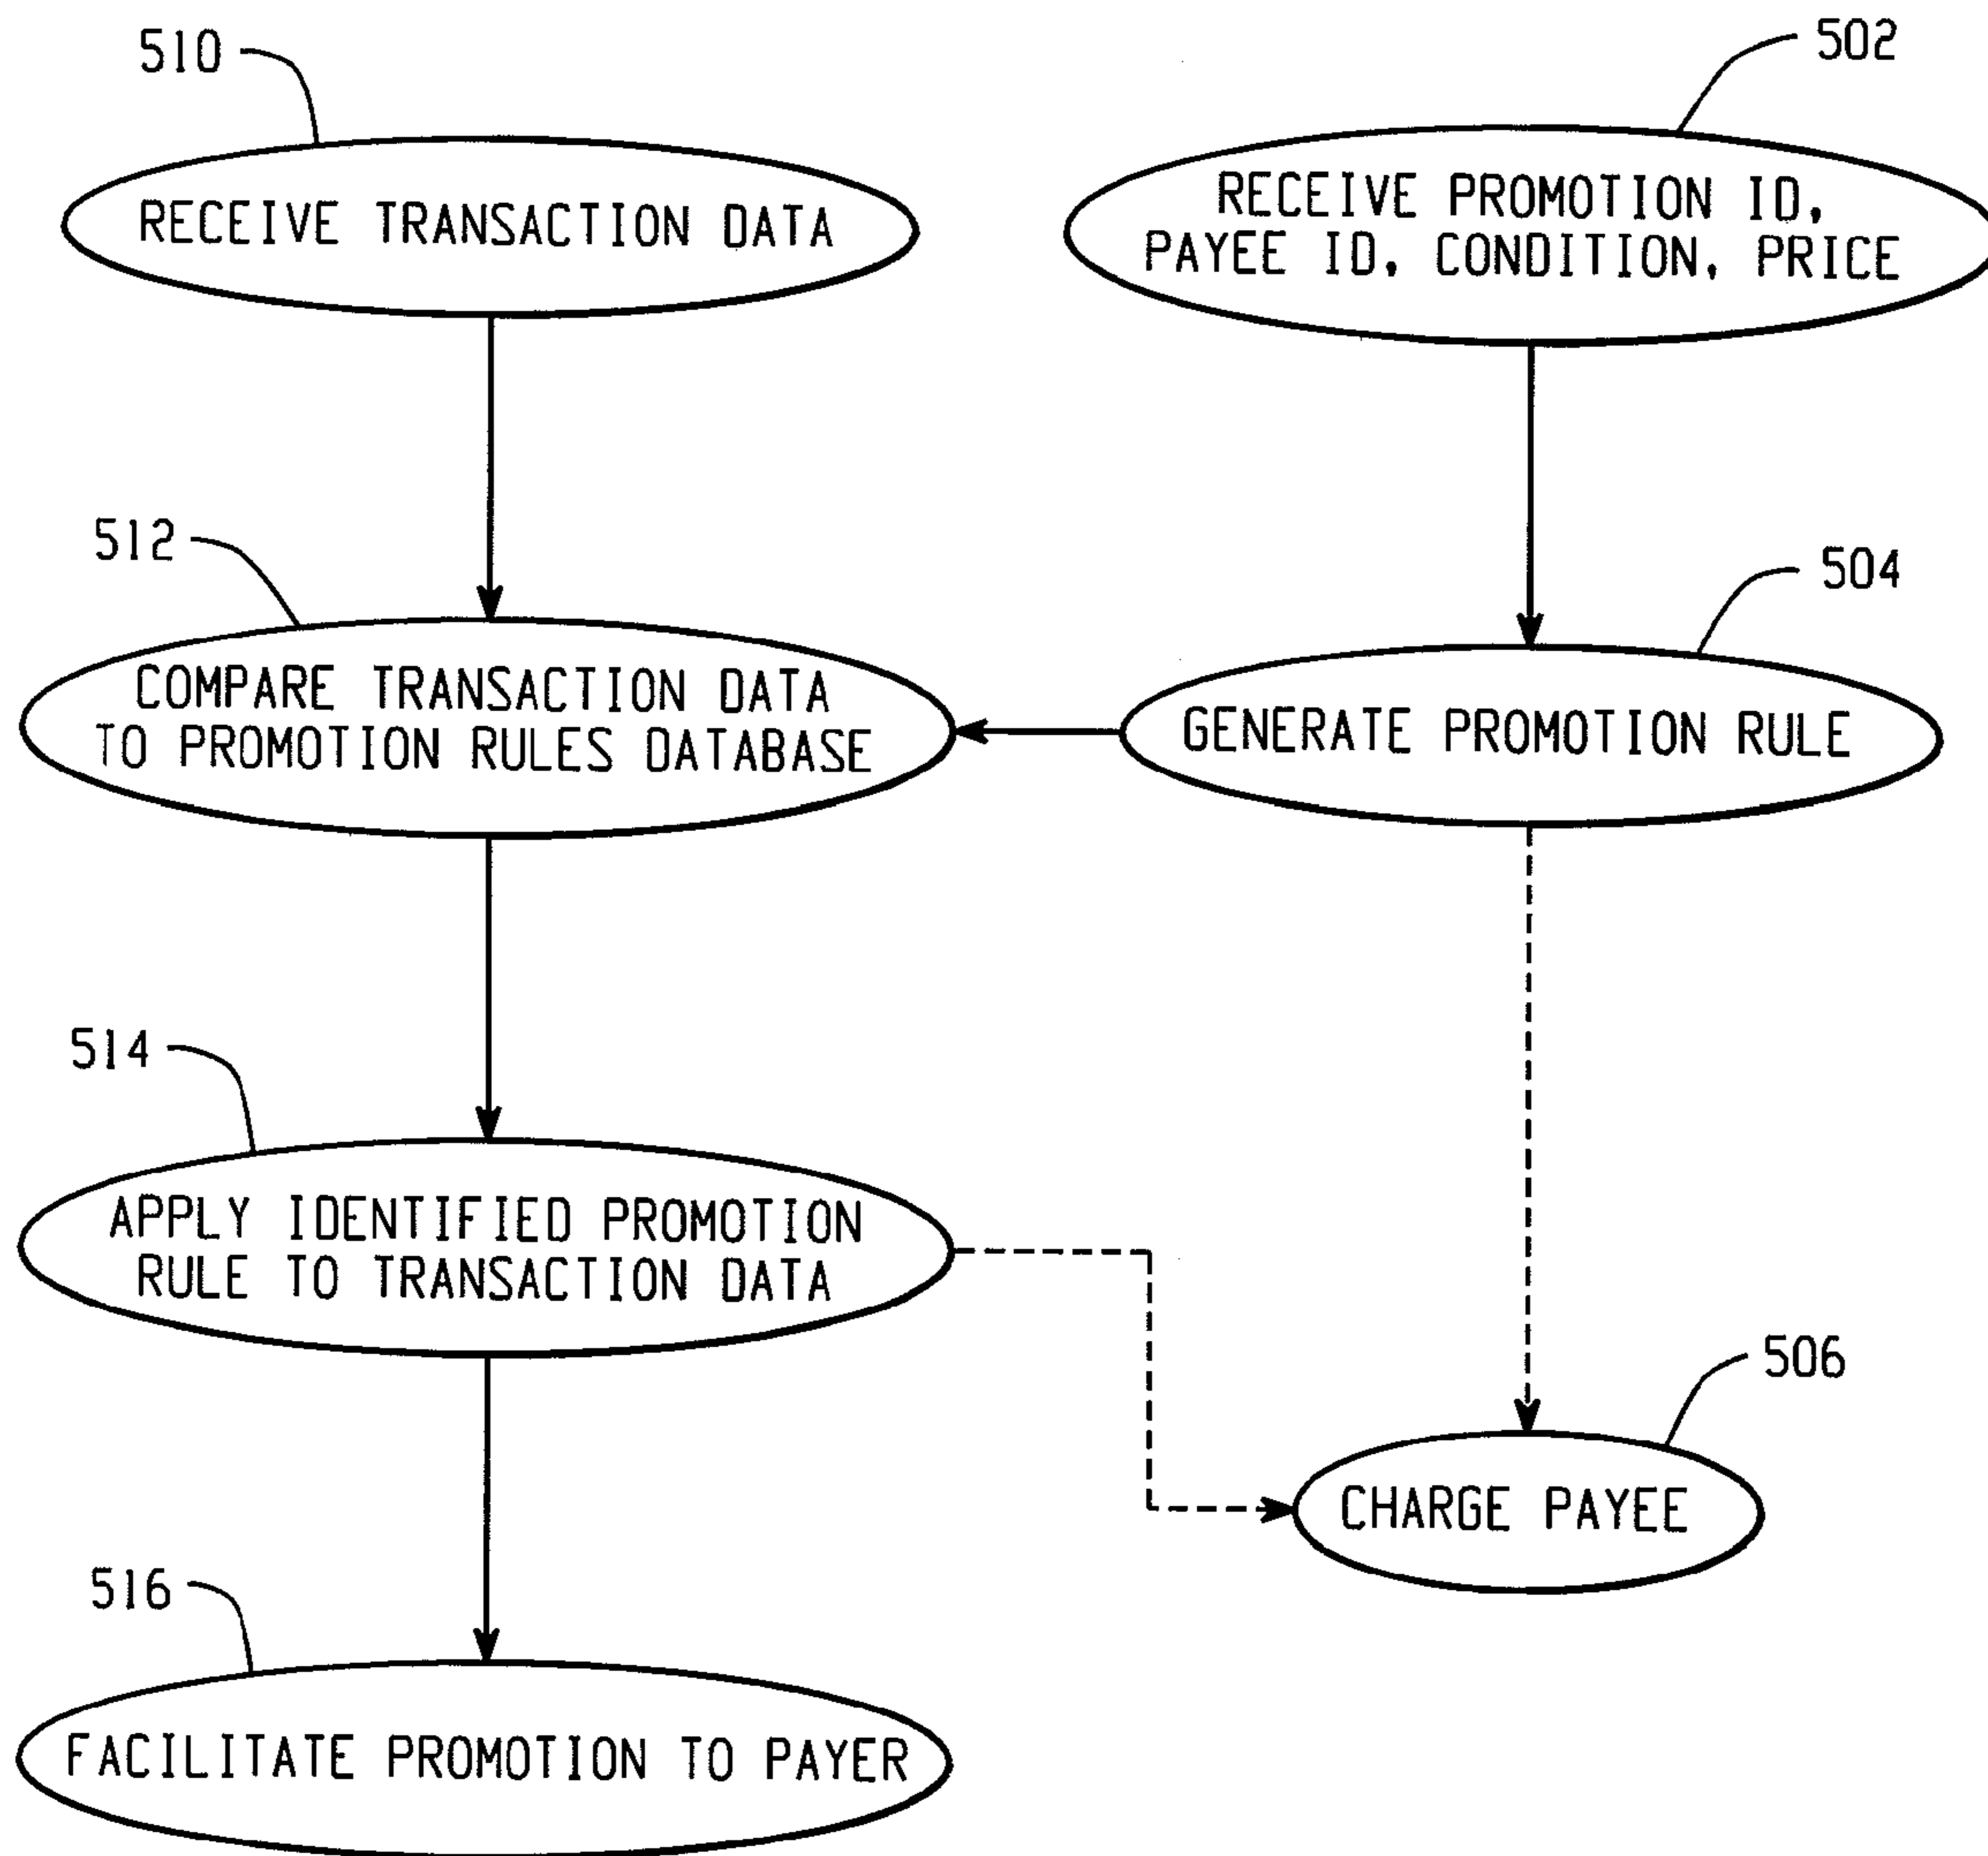 510
502
RECEIVE TRANSACTION DATA
RECEIVE PROMOTION ID,
PAYEE ID, CONDITION, PRICE
512
504
COMPARE TRANSACTION DATA
TO PROMOTION RULES DATABASE
GENERATE PROMOTION RULE
514
APPLY IDENTIFIED PROMOTION
RULE TO TRANSACTION DATA
506
CHARGE PAYEE
516
FACILITATE PROMOTION TO PAYER